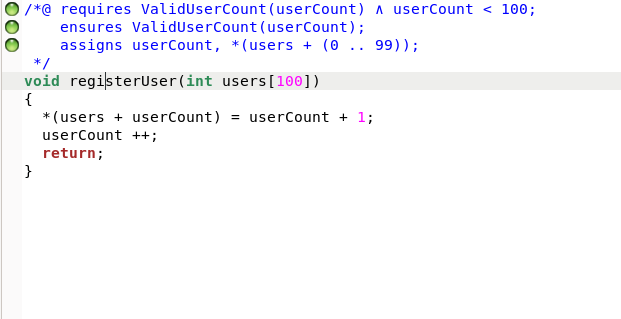 /*@ requires ValidUserCount(userCount) ∧ userCount < 100;
    ensures ValidUserCount(userCount);
    assigns userCount, *(users + (0 .. 99));
 */
void registerUser(int users[100])
{
  *(users + userCount) = userCount + 1;
  userCount ++;
  return;
}